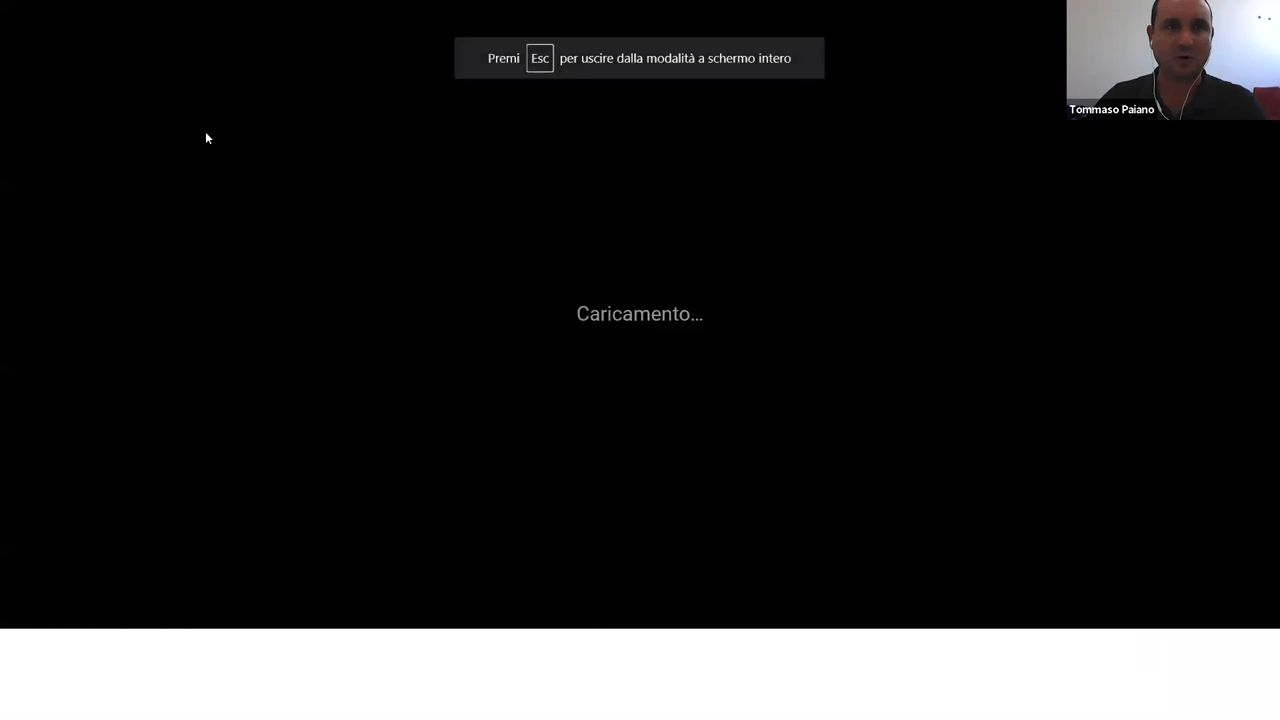 Premi Esc per uscire dalla modalità a schermo intero
Tommaso Paiano
Caricamento...